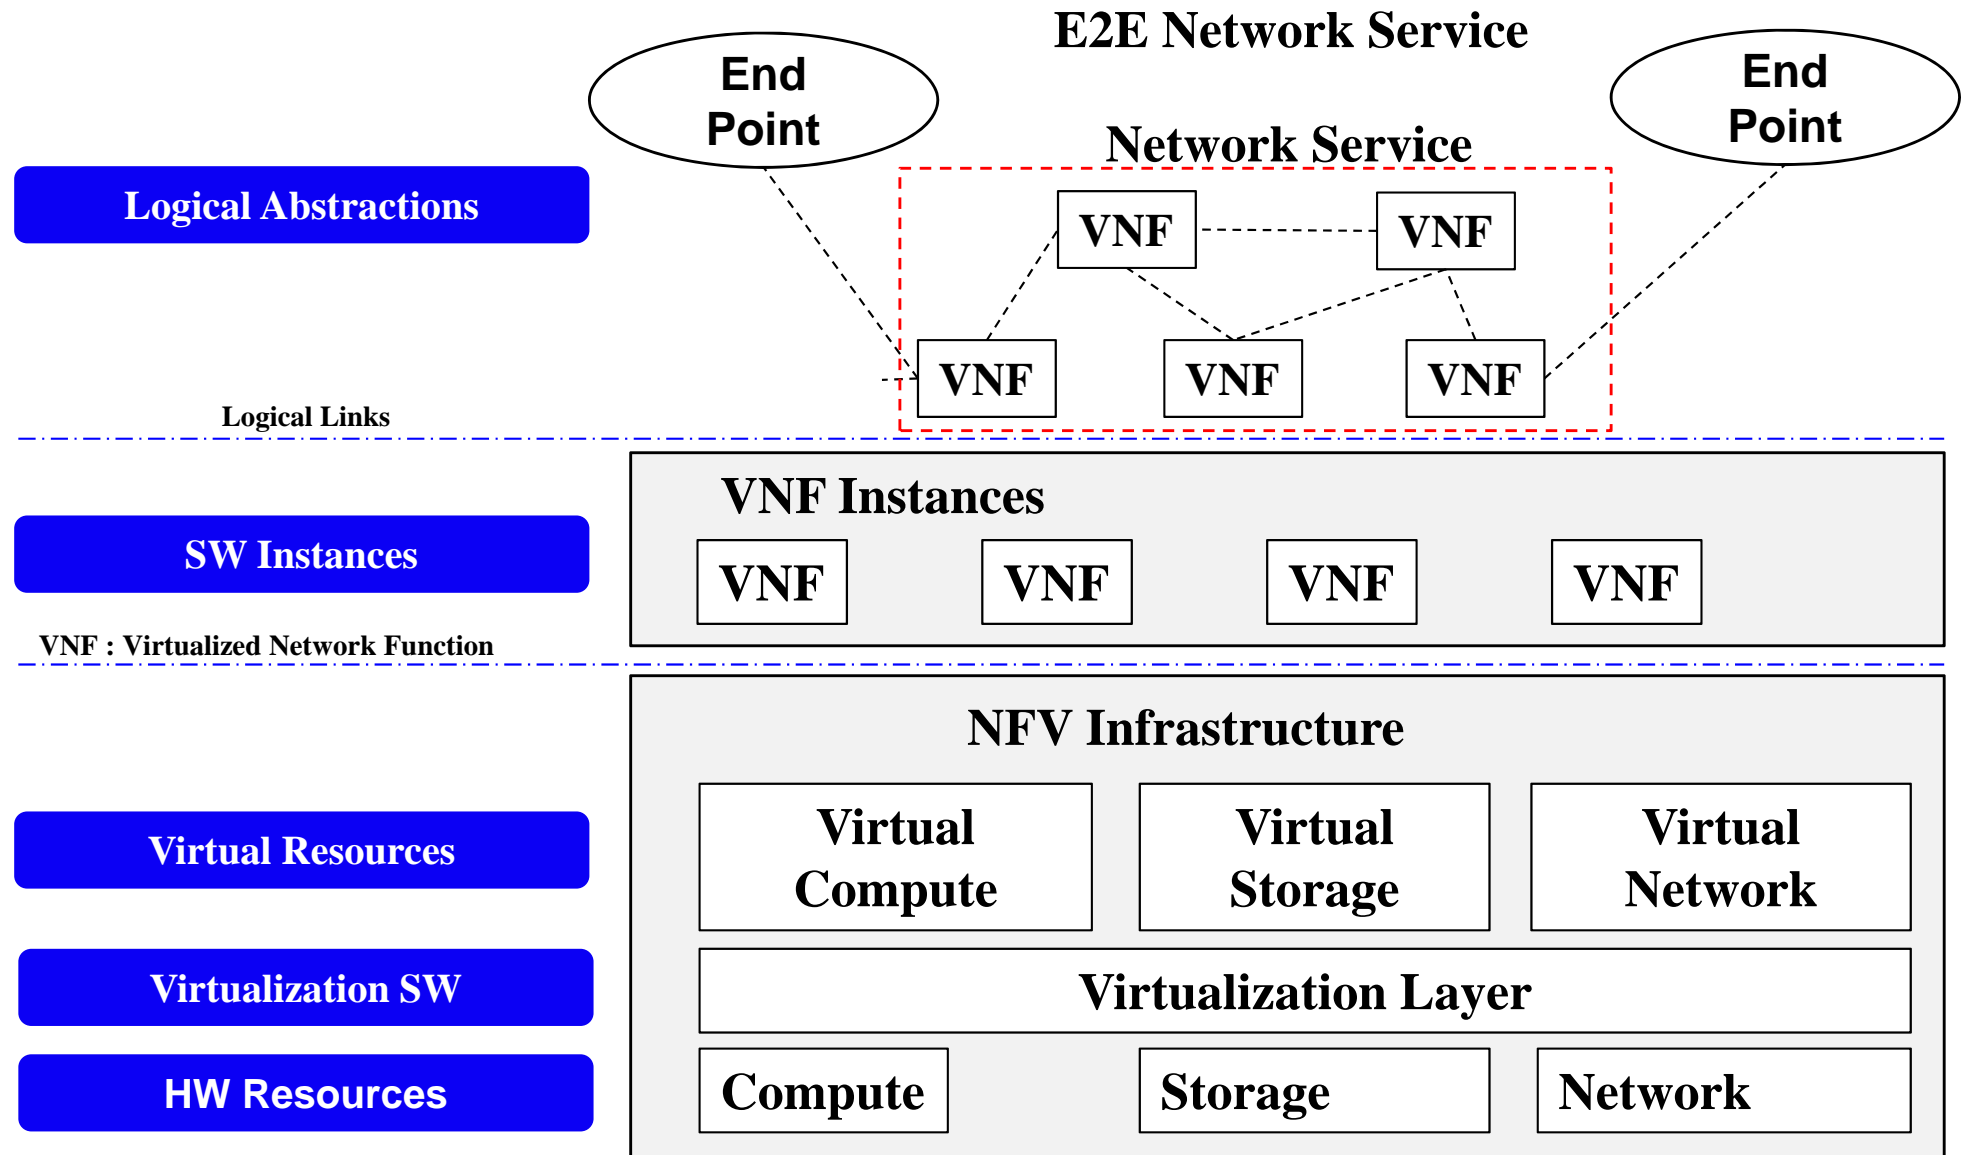 E2E Network Service
End
Point
End
Point
Network Service
Logical Abstractions
VNF
VNF
VNF
VNF
VNF
Logical Links
VNF Instances
SW Instances
VNF
VNF
VNF
VNF
VNF : Virtualized Network Function
NFV Infrastructure
Virtual Resources
Virtual
Compute
Virtual
Storage
Virtual
Network
Virtualization SW
Virtualization Layer
HW Resources
Compute
Storage
Network